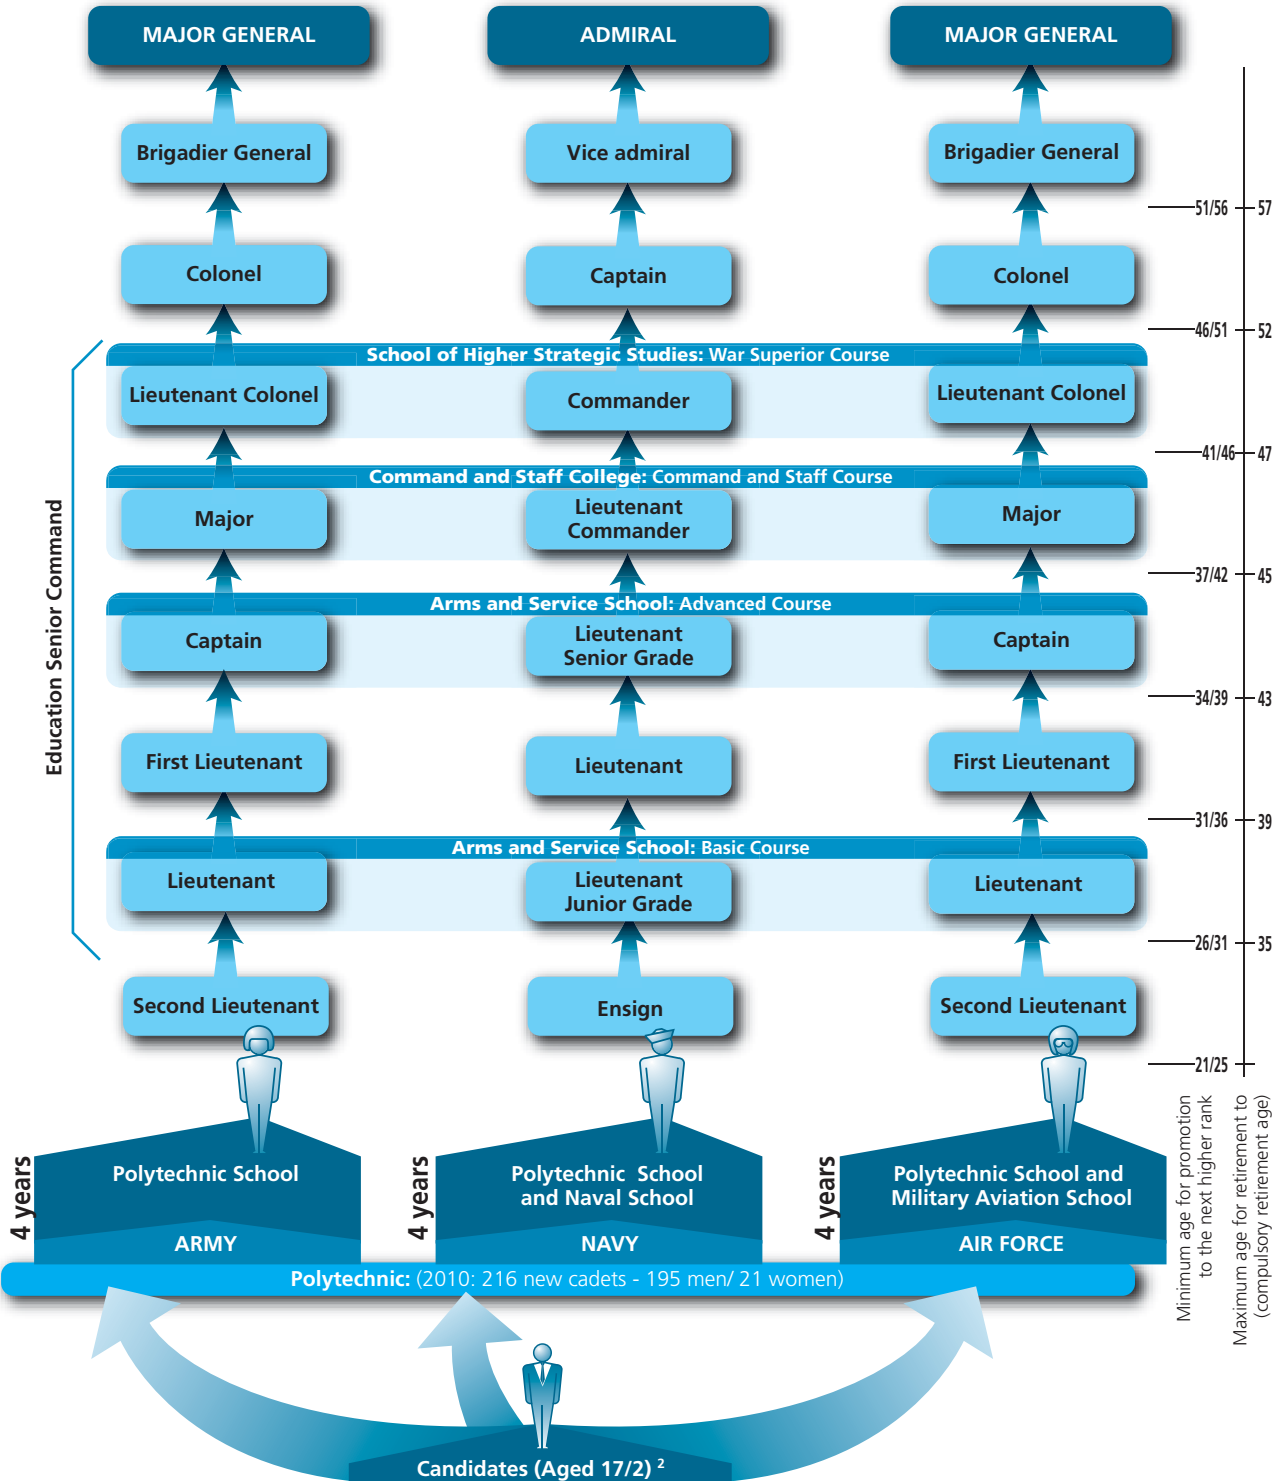 MAJOR GENERAL
ADMIRAL
MAJOR GENERAL
Brigadier General
Vice admiral
Brigadier General
51/56
57
Colonel
Captain
Colonel
46/51
52
School of Higher Strategic Studies: War Superior Course
Lieutenant Colonel
Commander
Lieutenant Colonel
41/46
47
Command and Staff College: Command and Staff Course
Major
Lieutenant
Commander
Major
37/42
45
Arms and Service School: Advanced Course
Captain
Lieutenant
Senior Grade
Captain
34/39
43
Education Senior Command
First Lieutenant
Lieutenant
First Lieutenant
31/36
39
Arms and Service School: Basic Course
Lieutenant
Lieutenant
Junior Grade
Lieutenant
26/31
35
Second Lieutenant
Ensign
Second Lieutenant
21/25
Minimum age for promotion
to the next higher rank
Maximum age for retirement to
(compulsory retirement age)
4 years
Polytechnic School
ARMY
4 years
Polytechnic School
and Naval School
NAVY
4 years
Polytechnic School and
Military Aviation School
AIR FORCE
Polytechnic: (2010: 216 new cadets - 195 men/ 21 women)
Candidates (Aged 17/2) 2